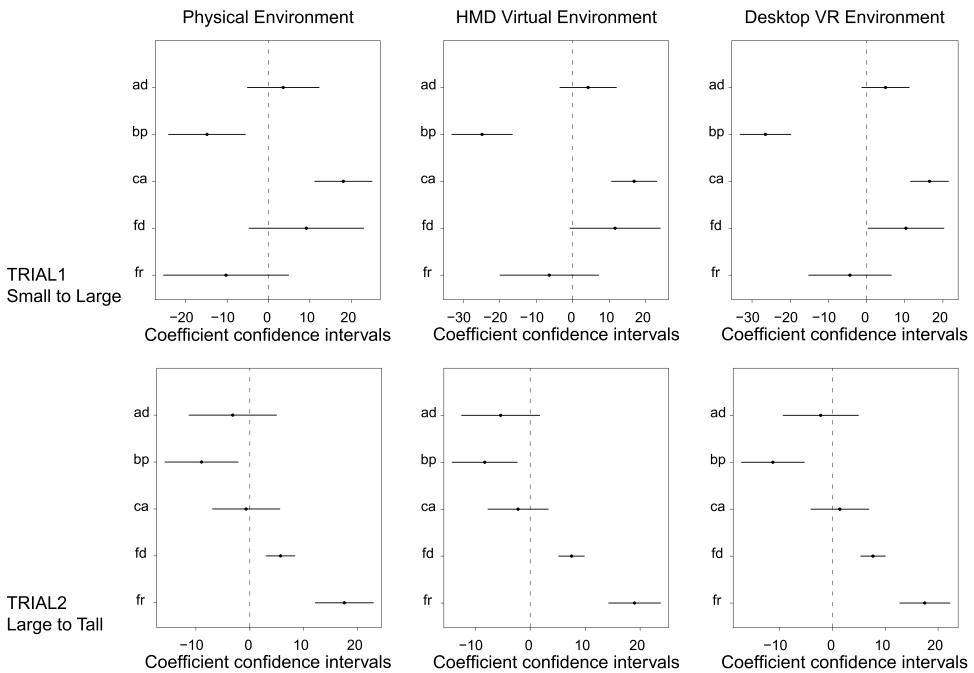 Physical Environment
HMD Virtual Environment
Desktop VR Environment
ad
bp
ca
fd
fr
−20 −10 0 10 20
Coefficient confidence intervals
ad
bp
ca
fd
fr
−30 −20 −10 0 10 20
Coefficient confidence intervals
ad
bp
ca
fd
fr
−30 −20 −10 0 10 20
Coefficient confidence intervals
TRIAL1
Small to Large
ad
bp
ca
fd
fr
−10 0 10 20
Coefficient confidence intervals
ad
bp
ca
fd
fr
−10 0 10 20
Coefficient confidence intervals
ad
bp
ca
fd
fr
−10 0 10 20
Coefficient confidence intervals
TRIAL2
Large to Tall